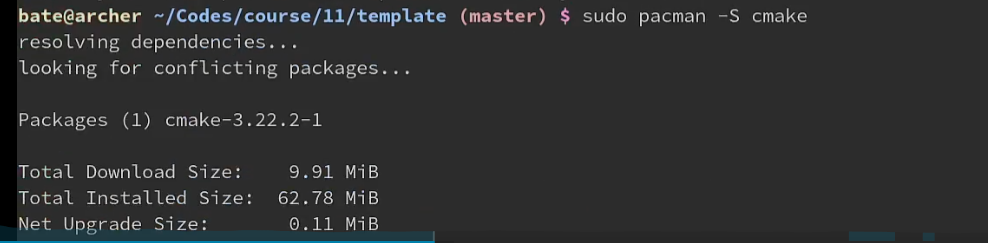 bate@archer ~/Codes/course/11/template (master) $ sudo pacman -S cmake
resolving dependencies...
looking for conflicting packages...
Packages (1) cmake-3.22.2-1
Total Download Size:    9.91 MiB
Total Installed Size:  62.78 MiB
Net Upgrade Size:       0.11 MiB